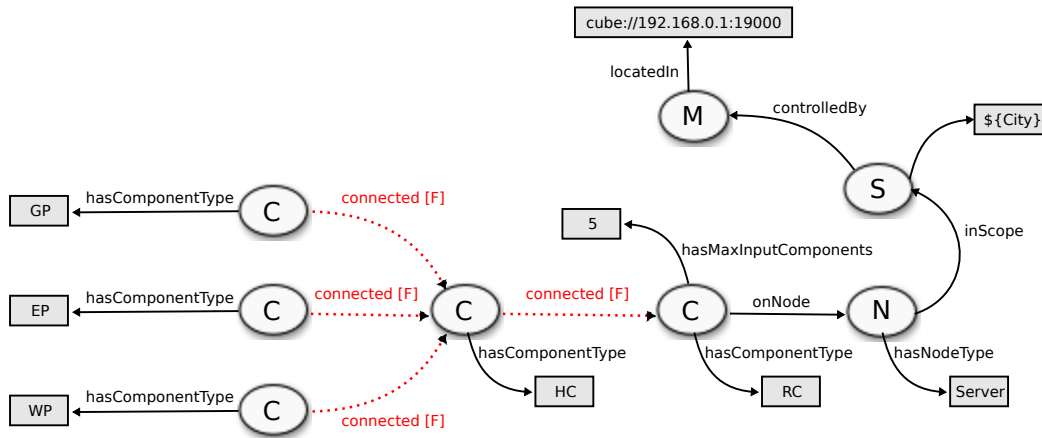 cube://192.168.0.1:19000
locatedIn
M
controlledBy
${City}
S
GP
hasComponentType
C
connected [F]
5
hasMaxInputComponents
inScope
EP
hasComponentType
C
connected [F]
C
connected [F]
C
onNode
N
hasComponentType
HC
hasComponentType
RC
hasNodeType
Server
WP
hasComponentType
C
connected [F]